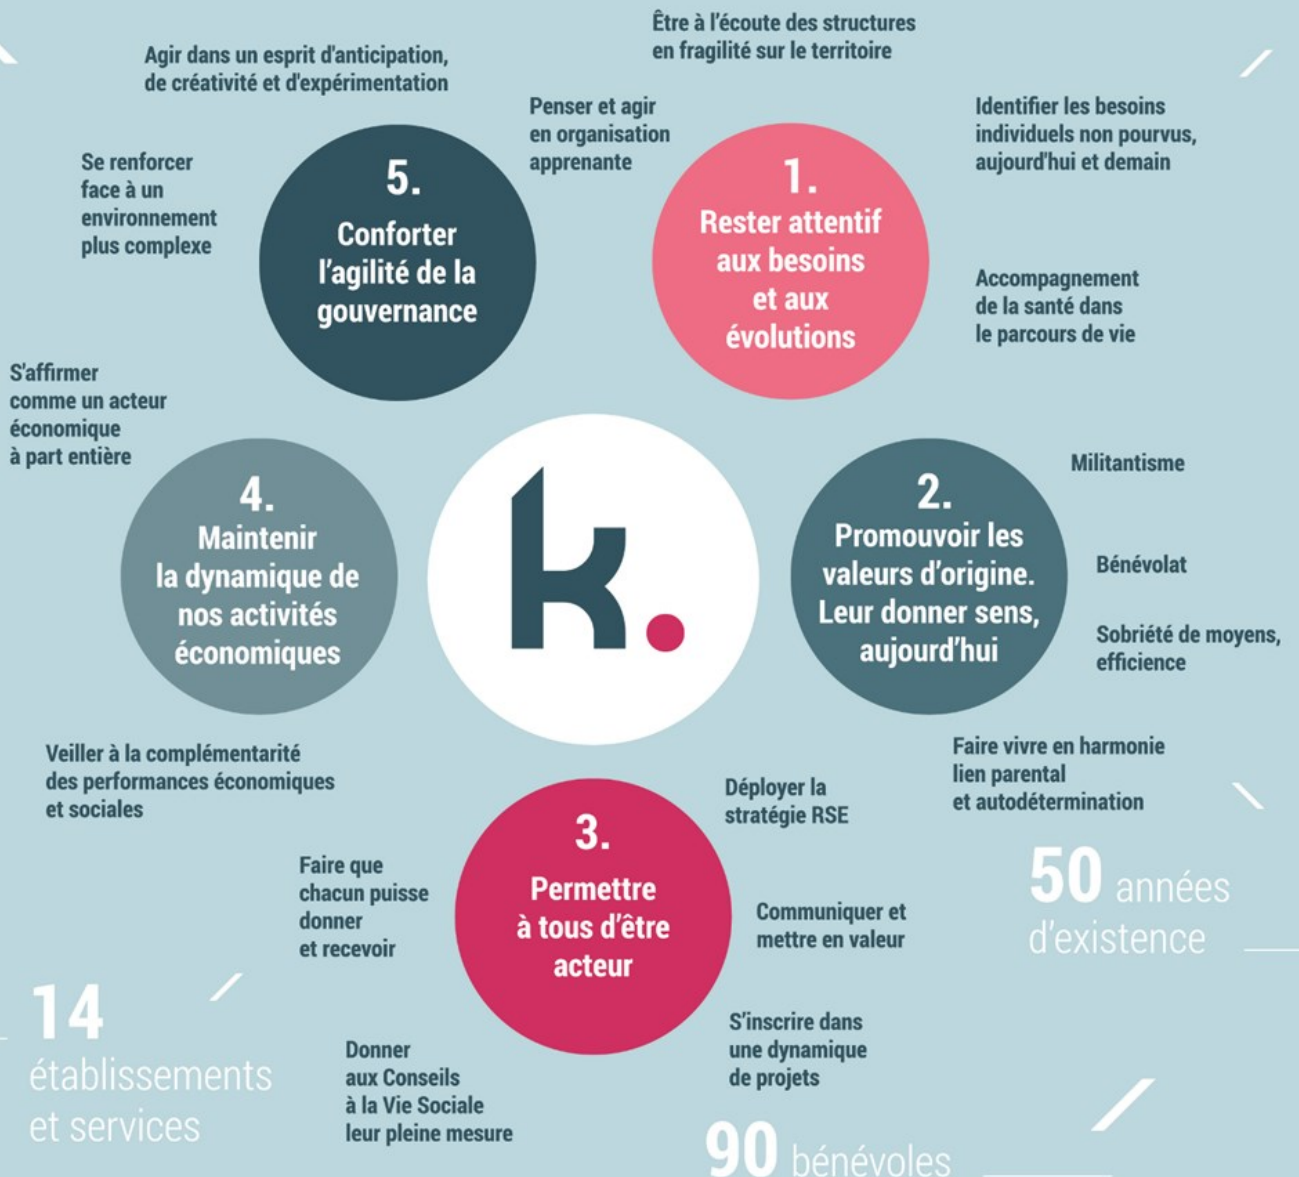 Être à l'écoute des structures
en fragilité sur le territoire
Agir dans un esprit d'anticipation,
de créativité et d'expérimentation
Penser et agir
en organisation
apprenante
Identifier les besoins
individuels non pourvus,
aujourd'hui et demain
Se renforcer
face à un
environnement
plus complexe
5.
Conforter
l'agilité de la
gouvernance
1.
Rester attentif
aux besoins
et aux
évolutions
Accompagnement
de la santé dans
le parcours de vie
S'affirmer
comme un acteur
économique
à part entière
4.
Maintenir
la dynamique de
nos activités
économiques
k.
2.
Promouvoir les
valeurs d'origine.
Leur donner sens,
aujourd'hui
Militantisme
Bénévolat
Sobriété de moyens,
efficience
Faire vivre en harmonie
lien parental
et autodétermination
Veiller à la complémentarité
des performances économiques
et sociales
Déployer la
stratégie RSE
3.
Permettre
à tous d'être
acteur
Faire que
chacun puisse
donner
et recevoir
Communiquer et
mettre en valeur
50 années
d'existence
14
établissements
et services
Donner
aux Conseils
à la Vie Sociale
leur pleine mesure
S'inscrire dans
une dynamique
de projets
90 bénévoles